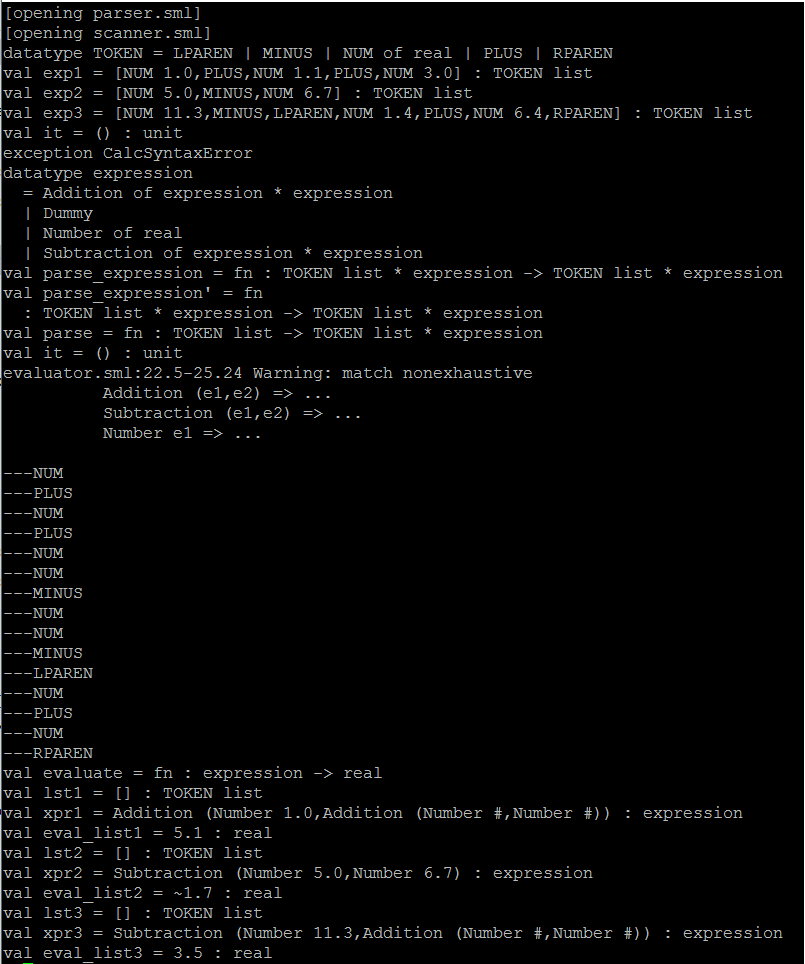 [opening parser.sml]
[opening scanner.sml]
datatype TOKEN = LPAREN | MINUS | NUM of real | PLUS | RPAREN
val exp1 = [NUM 1.0,PLUS,NUM 1.1,PLUS,NUM 3.0] : TOKEN list
val exp2 = [NUM 5.0,MINUS,NUM 6.7] : TOKEN list
val exp3 = [NUM 11.3,MINUS,LPAREN,NUM 1.4,PLUS,NUM 6.4,RPAREN] : TOKEN list
val it = () : unit
exception CalcSyntaxError
datatype expression
  = Addition of expression * expression
  | Dummy
  | Number of real
  | Subtraction of expression * expression
val parse_expression = fn : TOKEN list * expression -> TOKEN list * expression
val parse_expression' = fn
  : TOKEN list * expression -> TOKEN list * expression
val parse = fn : TOKEN list -> TOKEN list * expression
val it = () : unit
evaluator.sml:22.5-25.24 Warning: match nonexhaustive
          Addition (e1,e2) => ...
          Subtraction (e1,e2) => ...
          Number e1 => ...

---NUM
---PLUS
---NUM
---PLUS
---NUM
---NUM
---MINUS
---NUM
---NUM
---MINUS
---LPAREN
---NUM
---PLUS
---NUM
---RPAREN
val evaluate = fn : expression -> real
val lst1 = [] : TOKEN list
val xpr1 = Addition (Number 1.0,Addition (Number #,Number #)) : expression
val eval_list1 = 5.1 : real
val lst2 = [] : TOKEN list
val xpr2 = Subtraction (Number 5.0,Number 6.7) : expression
val eval_list2 = ~1.7 : real
val lst3 = [] : TOKEN list
val xpr3 = Subtraction (Number 11.3,Addition (Number #,Number #)) : expression
val eval_list3 = 3.5 : real